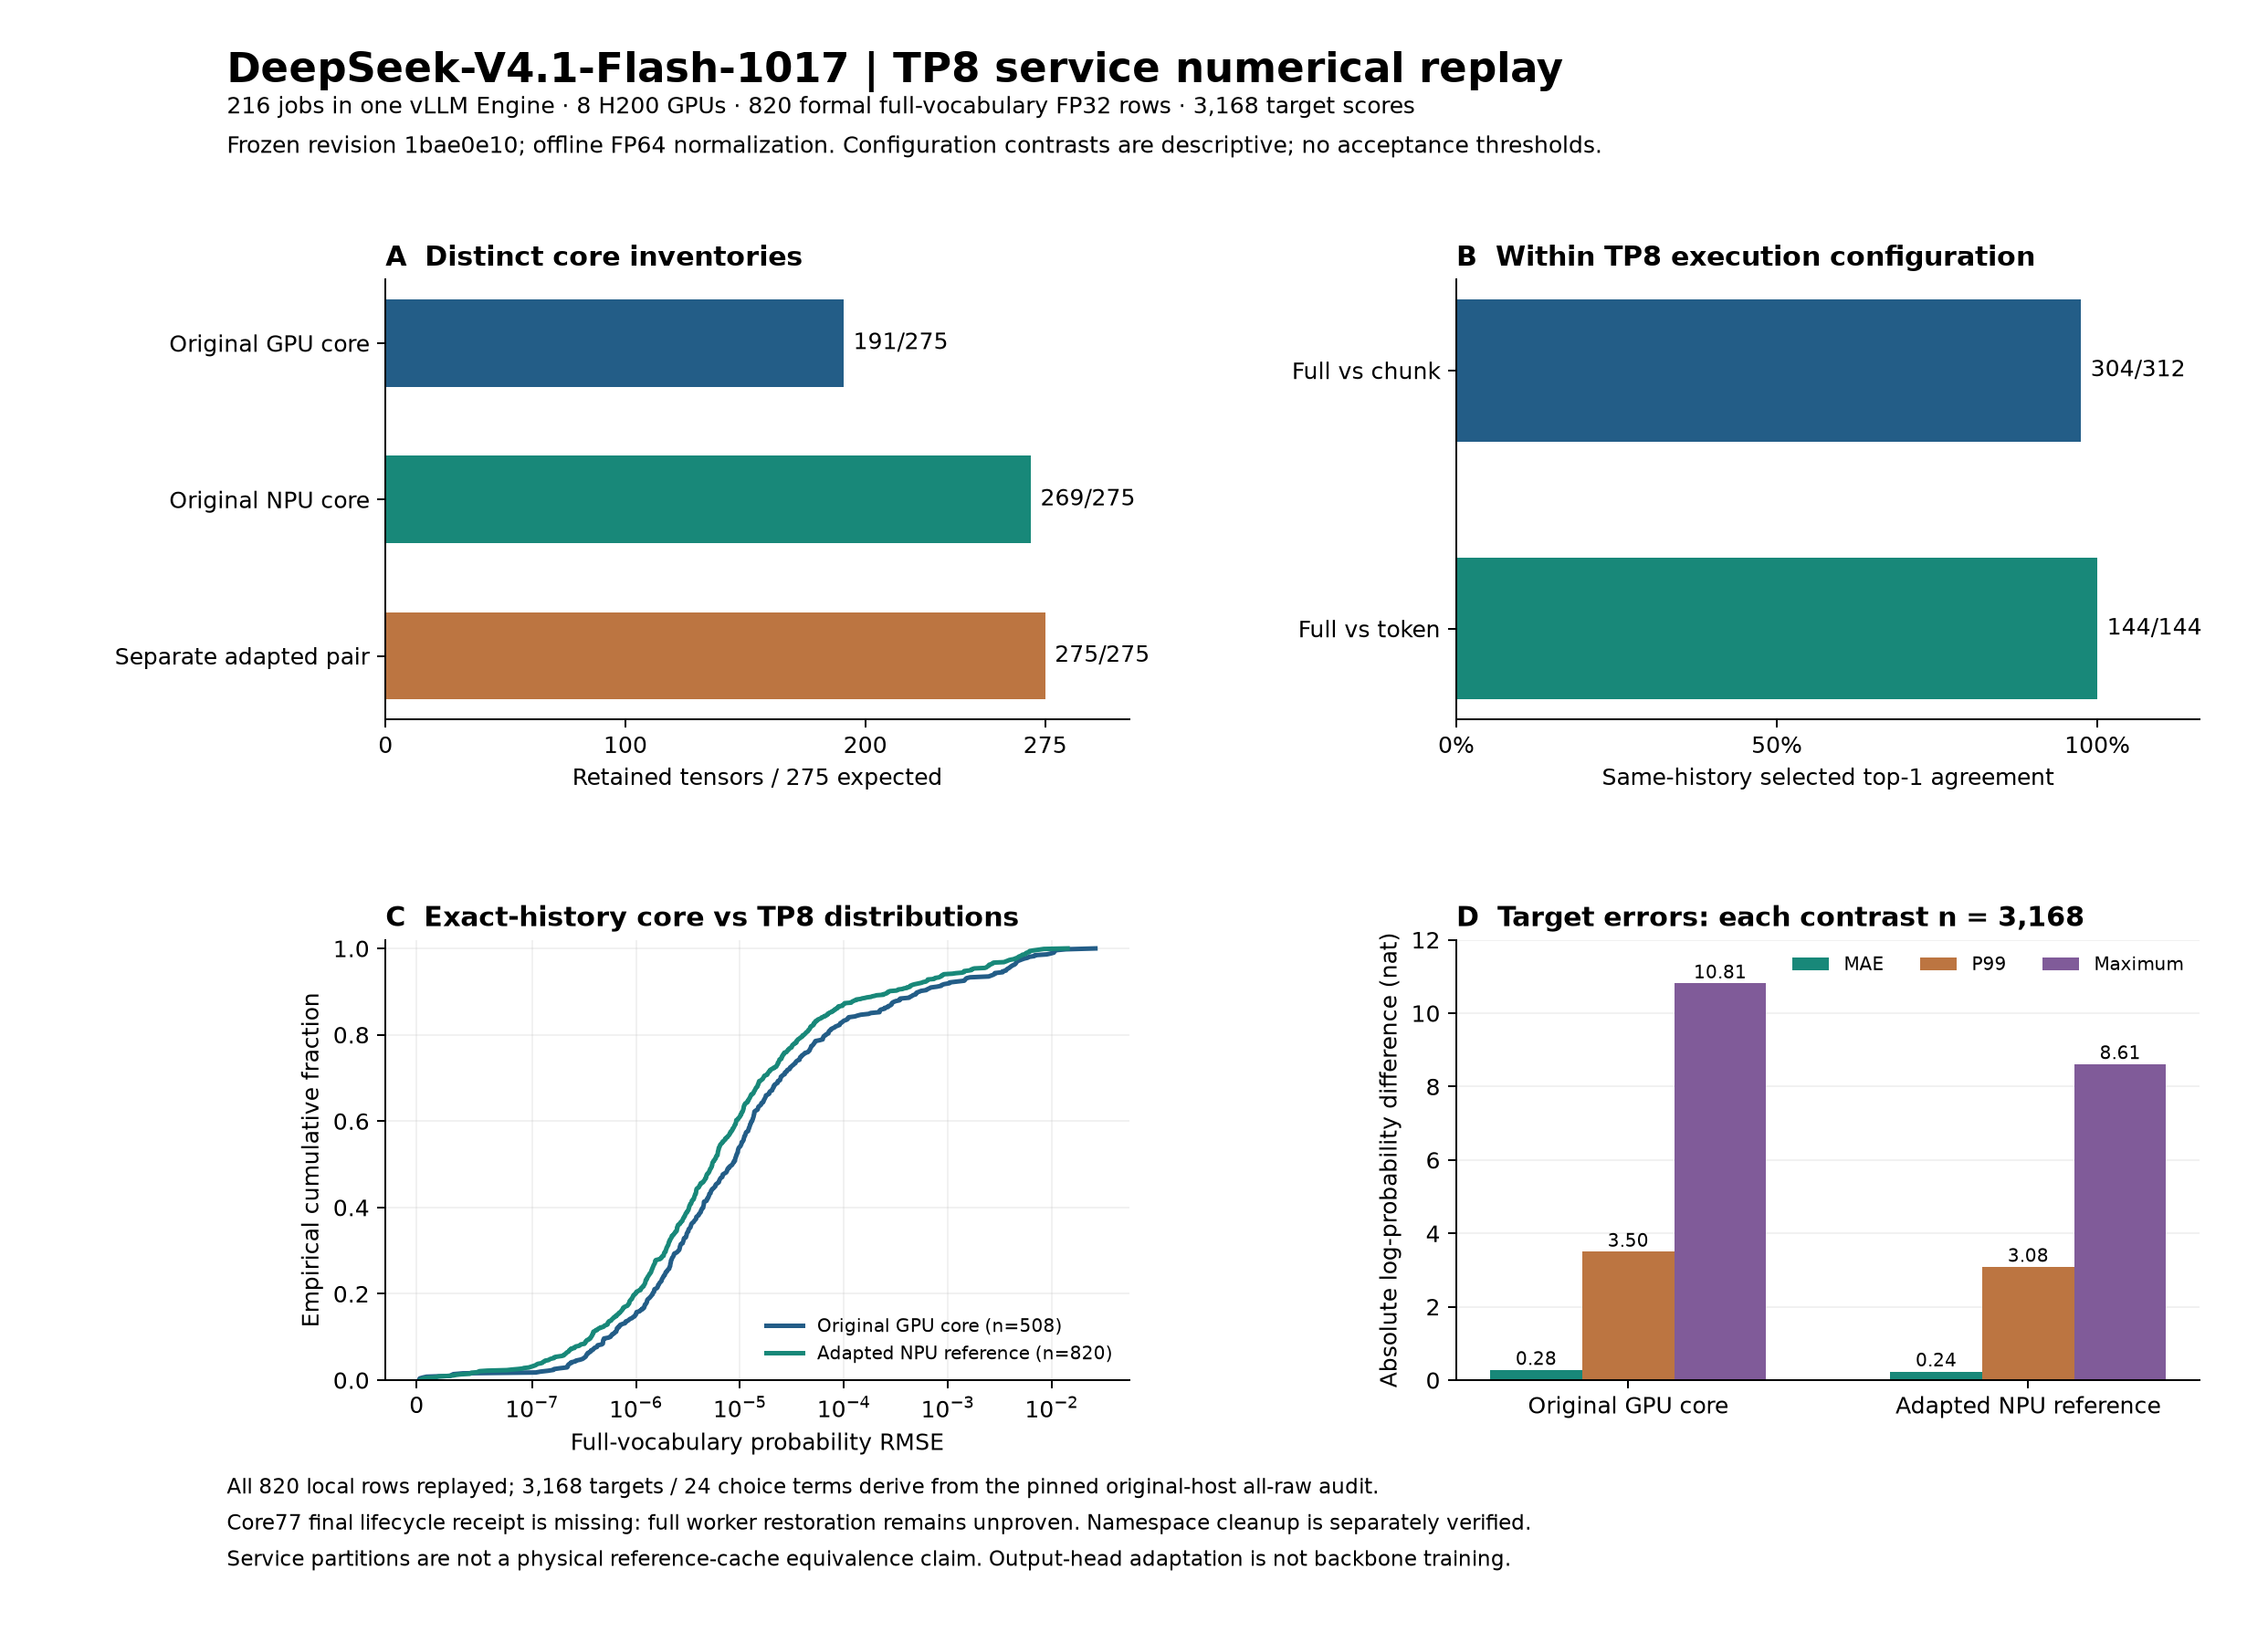 DeepSeek-V4.1-Flash-1017 | TP8 service numerical replay
216 jobs in one vLLM Engine · 8 H200 GPUs · 820 formal full-vocabulary FP32 rows · 3,168 target scores
Frozen revision 1bae0e10; offline FP64 normalization. Configuration contrasts are descriptive; no acceptance thresholds.
A Distinct core inventories
Original GPU core
191/275
Original NPU core
269/275
Separate adapted pair
275/275
0 100 200 275
Retained tensors / 275 expected
B Within TP8 execution configuration
Full vs chunk
304/312
Full vs token
144/144
0% 50% 100%
Same-history selected top-1 agreement
C Exact-history core vs TP8 distributions
Empirical cumulative fraction
1.0
0.8
0.6
0.4
0.2
0.0
Original GPU core (n=508)
Adapted NPU reference (n=820)
0 10⁻⁷ 10⁻⁶ 10⁻⁵ 10⁻⁴ 10⁻³ 10⁻²
Full-vocabulary probability RMSE
D Target errors: each contrast n = 3,168
Absolute log-probability difference (nat)
12
10
8
6
4
2
0
MAE P99 Maximum
0.28
3.50
10.81
0.24
3.08
8.61
Original GPU core
Adapted NPU reference
All 820 local rows replayed; 3,168 targets / 24 choice terms derive from the pinned original-host all-raw audit.
Core77 final lifecycle receipt is missing: full worker restoration remains unproven. Namespace cleanup is separately verified.
Service partitions are not a physical reference-cache equivalence claim. Output-head adaptation is not backbone training.